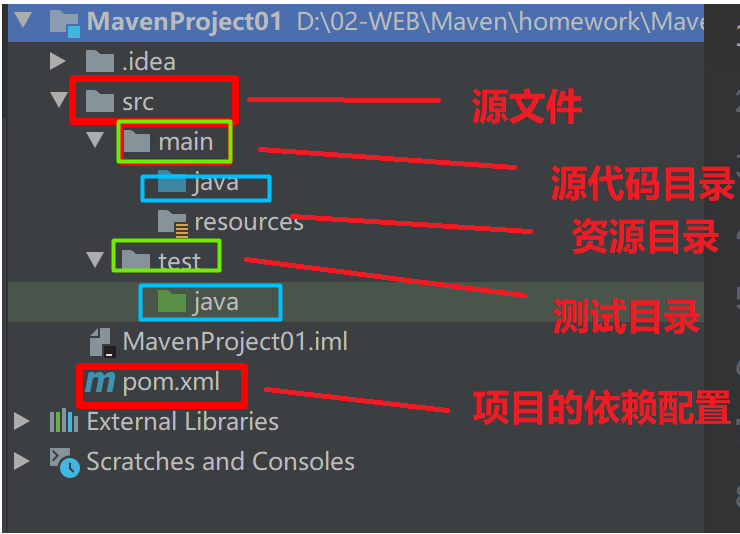 MavenProject01 D:\02-WEB\Maven\homework\Mave
.idea
src
源文件
main
源代码目录
java
resources
资源目录
test
测试目录
java
MavenProject01.iml
pom.xml
项目的依赖配置
External Libraries
Scratches and Consoles